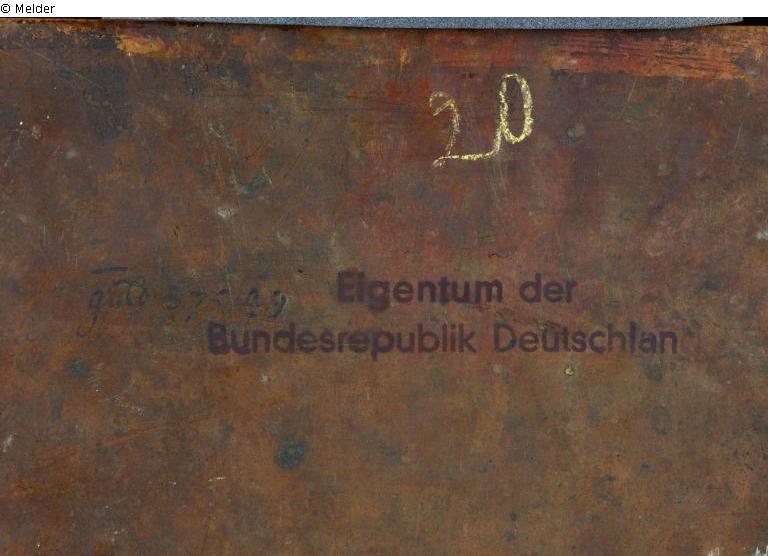 © Melder
20
Eigentum der
Bundesrepublik Deutschlan